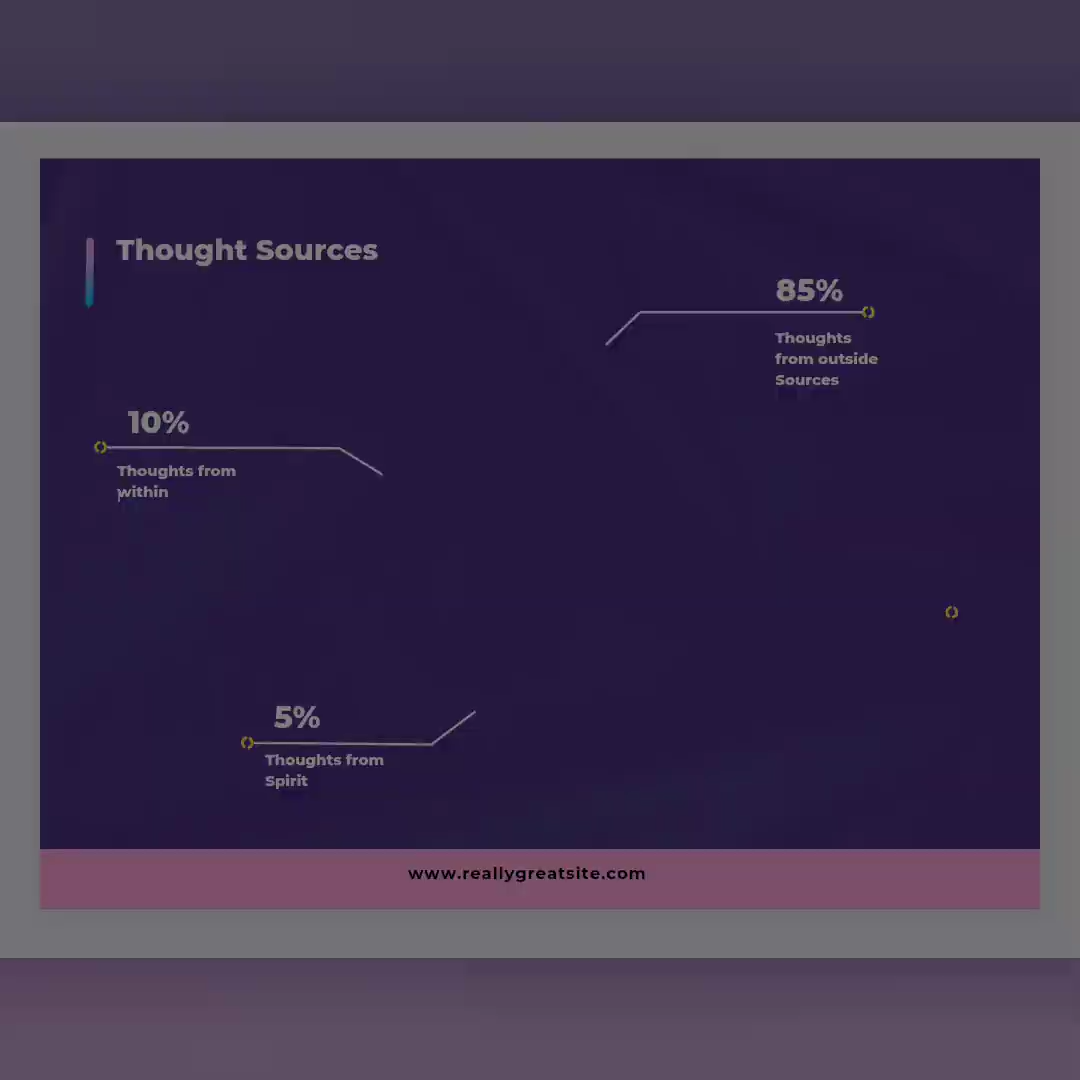 Thought Sources
85%
Thoughts
from outside
Sources
10%
Thoughts from
within
5%
Thoughts from
Spirit
www.reallygreatsite.com